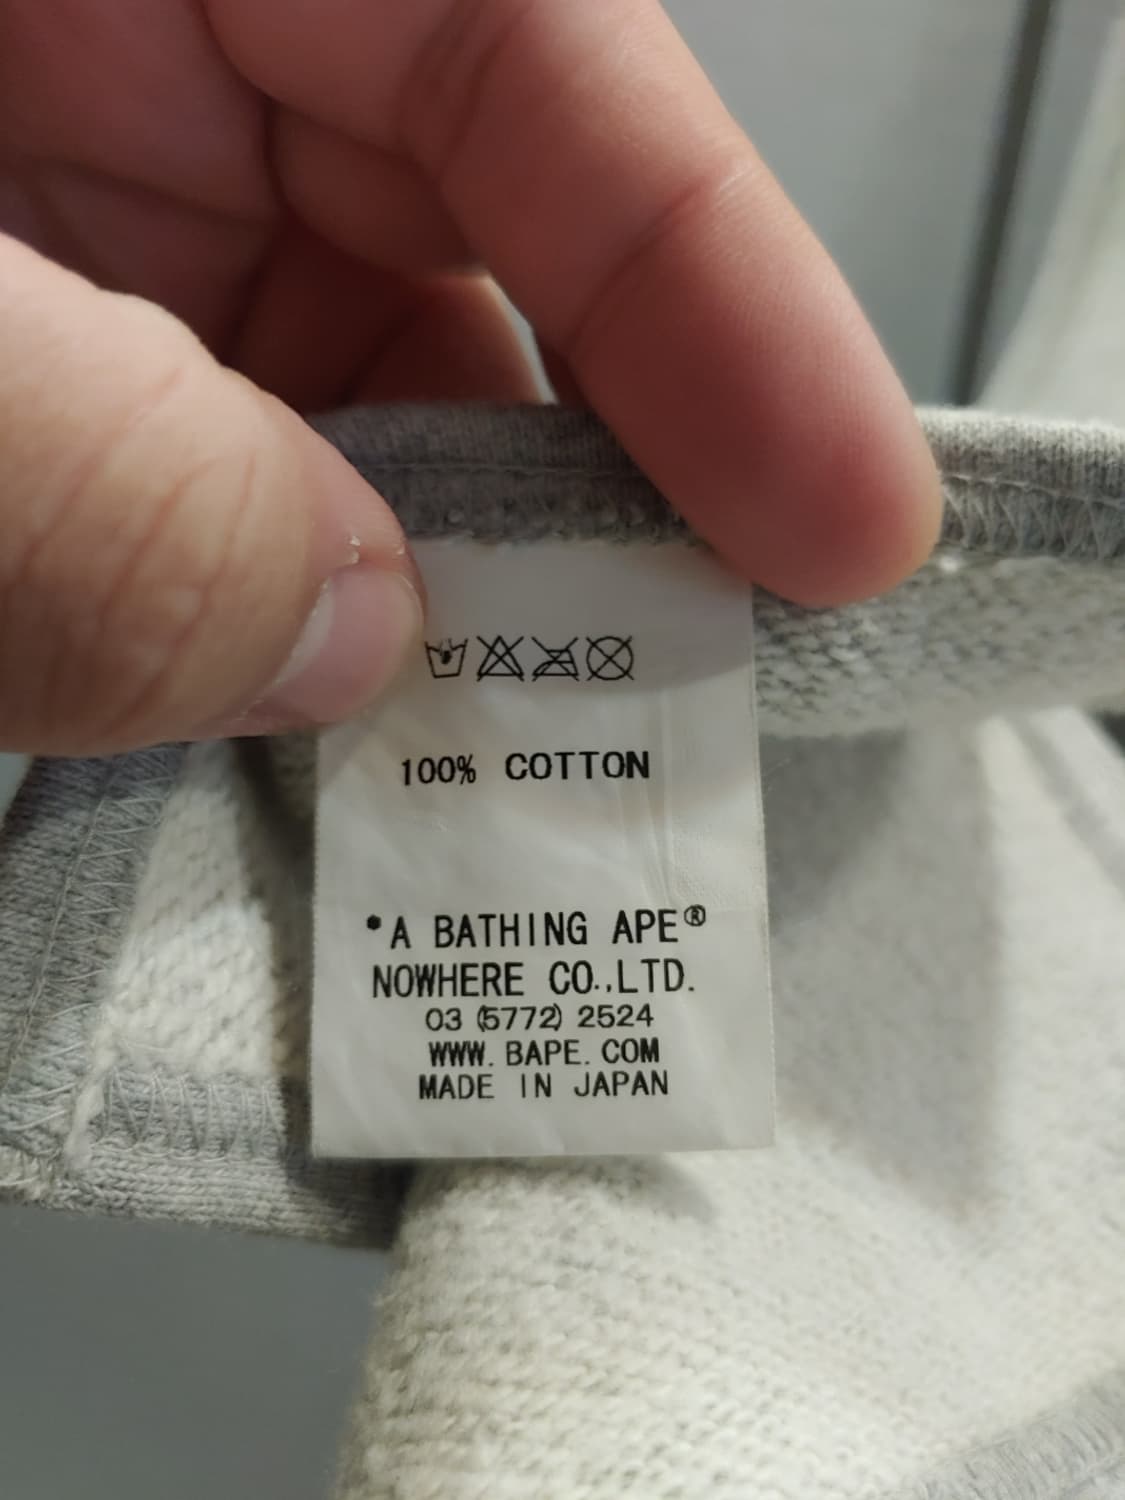 100% COTTON
*A BATHING APE®
NOWHERE CO.,LTD.
03 (5772) 2524
WWW. BAPE. COM
MADE IN JAPAN